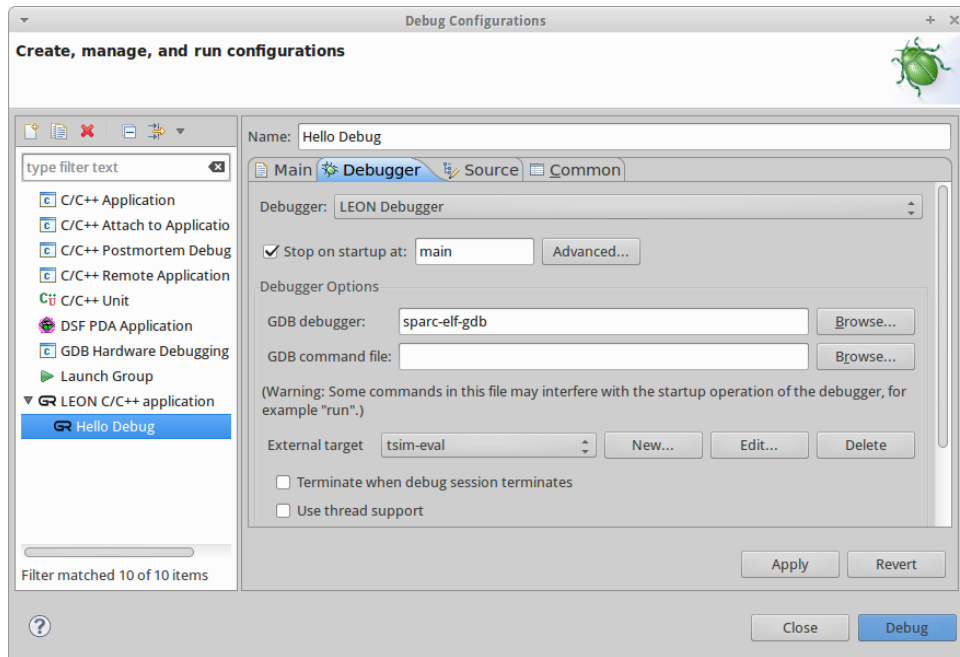 Debug Configurations
Create, manage, and run configurations
type filter text
C/C++ Application
C/C++ Attach to Applicatio
C/C++ Postmortem Debug
C/C++ Remote Application
C/C++ Unit
DSF PDA Application
GDB Hardware Debugging
Launch Group
LEON C/C++ application
Hello Debug
Filter matched 10 of 10 items
Name: Hello Debug
Main Debugger Source Common
Debugger: LEON Debugger
Stop on startup at: main Advanced...
Debugger Options
GDB debugger: sparc-elf-gdb Browse...
GDB command file: Browse...
(Warning: Some commands in this file may interfere with the startup operation of the debugger, for
example "run".)
External target tsim-eval New... Edit... Delete
Terminate when debug session terminates
Use thread support
Apply Revert
Close Debug